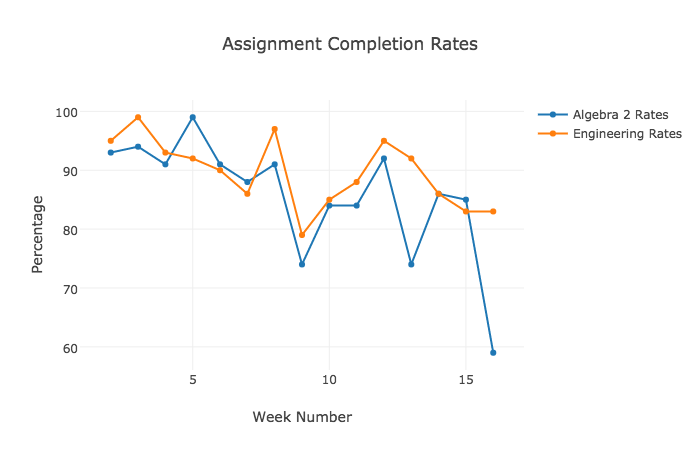 Assignment Completion Rates
Algebra 2 Rates
Engineering Rates
Percentage
100
90
80
70
60
5
10
15
Week Number